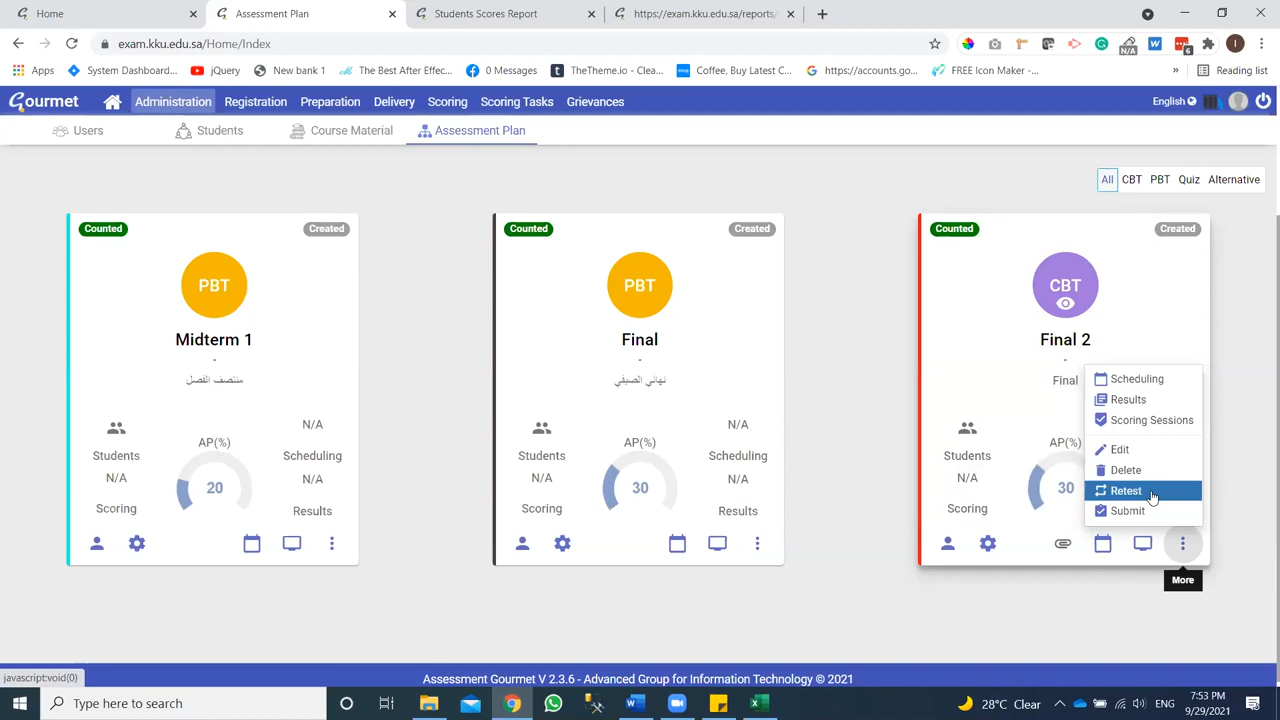 Home
Assessment Plan
Students Scores Report
https://exam.kku.edu.sa/reports/
exam.kku.edu.sa/Home/Index
N/A
6
I
Apps
System Dashboard...
jQuery
New bank 1
The Best After Effec...
0 Messages
TheTheme.io - Clea...
Coffee, Buy Latest C...
https://accounts.go...
FREE Icon Maker -...
»
Reading list
Gourmet
Administration
Registration
Preparation
Delivery
Scoring
Scoring Tasks
Grievances
English
Users
Students
Course Material
Assessment Plan
All
CBT
PBT
Quiz
Alternative
Counted
Created
PBT
Midterm 1
-
منتصف الفصل
Students
N/A
Scoring
AP(%)
20
N/A
Scheduling
N/A
Results
Counted
Created
PBT
Final
-
نهائي الصيفي
Students
N/A
Scoring
AP(%)
30
N/A
Scheduling
N/A
Results
Counted
Created
CBT
Final 2
-
Final
Students
N/A
Scoring
AP(%)
30
Scheduling
Results
Scoring Sessions
Edit
Delete
Retest
Submit
More
javascript:void(0)
Assessment Gourmet V 2.3.6 - Advanced Group for Information Technology © 2021
Type here to search
28°C Clear
ENG
7:53 PM
9/29/2021